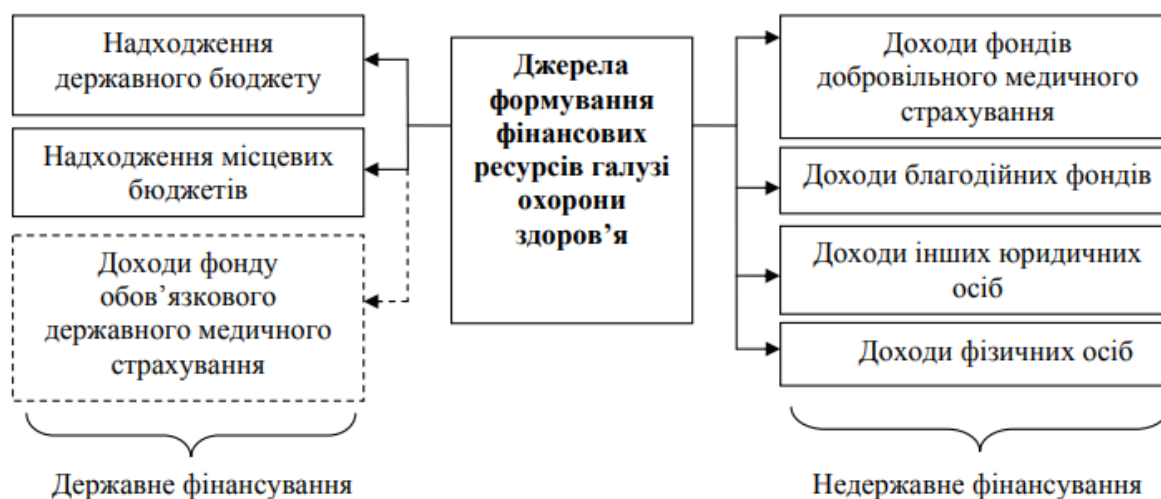 Надходження
державного бюджету
Надходження місцевих
бюджетів
Доходи фонду
обов’язкового
державного медичного
страхування
Державне фінансування
Джерела
формування
фінансових
ресурсів галузі
охорони
здоров’я
Доходи фондів
добровільного медичного
страхування
Доходи благодійних фондів
Доходи інших юридичних
осіб
Доходи фізичних осіб
Недержавне фінансування